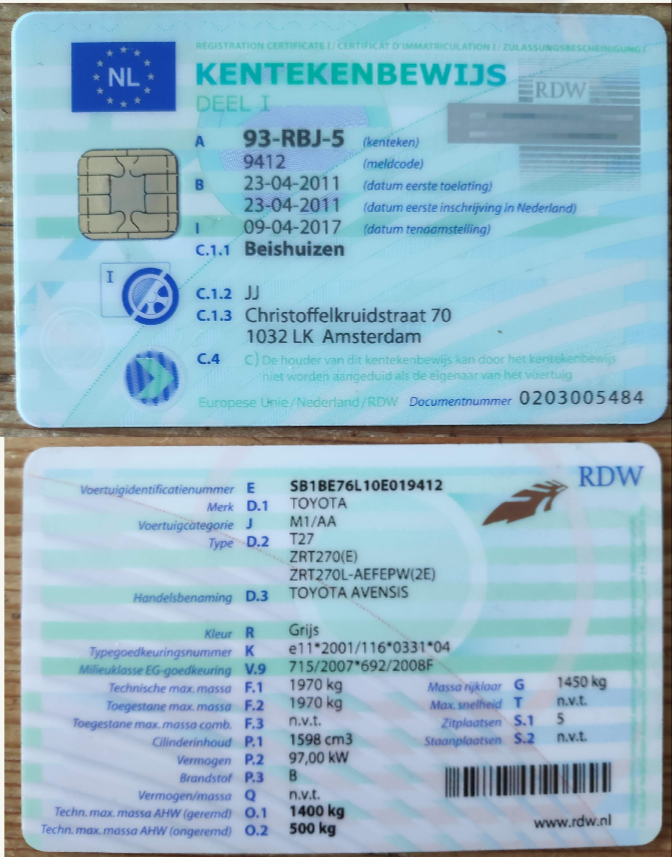 REGISTRATION CERTIFICATE I / CERTIFICAT D'IMMATRICULATION I / ZULASSUNGSBESCHEINIGUNG I
NL
KENTEKENBEWIJS
DEEL I
RDW
A 93-RBJ-5 (kenteken)
9412 (meldcode)
B 23-04-2011 (datum eerste toelating)
23-04-2011 (datum eerste inschrijving in Nederland)
I 09-04-2017 (datum tenaamstelling)
C.1.1 Beishuizen
I
C.1.2 JJ
C.1.3 Christoffelkruidstraat 70
1032 LK Amsterdam
C.4 C) De houder van dit kentekenbewijs kan door het kentekenbewijs
niet worden aangeduid als de eigenaar van het voertuig
Europese Unie/Nederland/RDW Documentnummer 0203005484
RDW
Voertuigidentificatienummer E SB1BE76L10E019412
Merk D.1 TOYOTA
Voertuigcategorie J M1/AA
Type D.2 T27
ZRT270(E)
ZRT270L-AEFEPW(2E)
Handelsbenaming D.3 TOYOTA AVENSIS
Kleur R Grijs
Typegoedkeuringsnummer K e11*2001/116*0331*04
Milieuklasse EG-goedkeuring V.9 715/2007*692/2008F
Technische max. massa F.1 1970 kg Massa rijklaar G 1450 kg
Toegestane max. massa F.2 1970 kg Max. snelheid T n.v.t.
Toegestane max. massa comb. F.3 n.v.t. Zitplaatsen S.1 5
Cilinderinhoud P.1 1598 cm3 Staanplaatsen S.2 n.v.t.
Vermogen P.2 97,00 kW
Brandstof P.3 B
Vermogen/massa Q n.v.t.
Techn. max. massa AHW (geremd) O.1 1400 kg
Techn. max. massa AHW (ongeremd) O.2 500 kg
www.rdw.nl